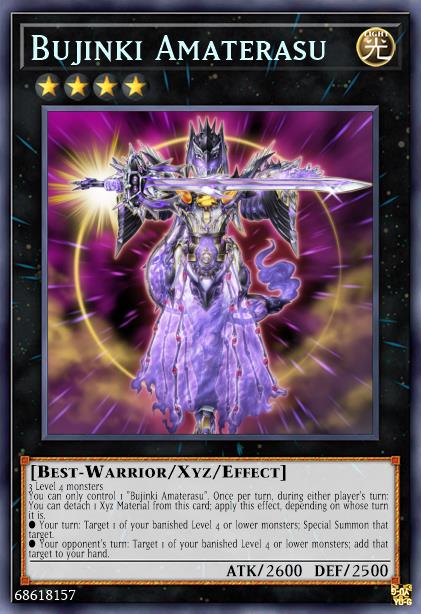 Bujinki Amaterasu
LIGHT
光
[Best-Warrior/Xyz/Effect]
3 Level 4 monsters
You can only control 1 "Bujinki Amaterasu". Once per turn, during either player's turn:
You can detach 1 Xyz Material from this card; apply this effect, depending on whose turn
it is.
● Your turn: Target 1 of your banished Level 4 or lower monsters; Special Summon that
target.
● Your opponent's turn: Target 1 of your banished Level 4 or lower monsters; add that
target to your hand.
ATK/2600 DEF/2500
68618157